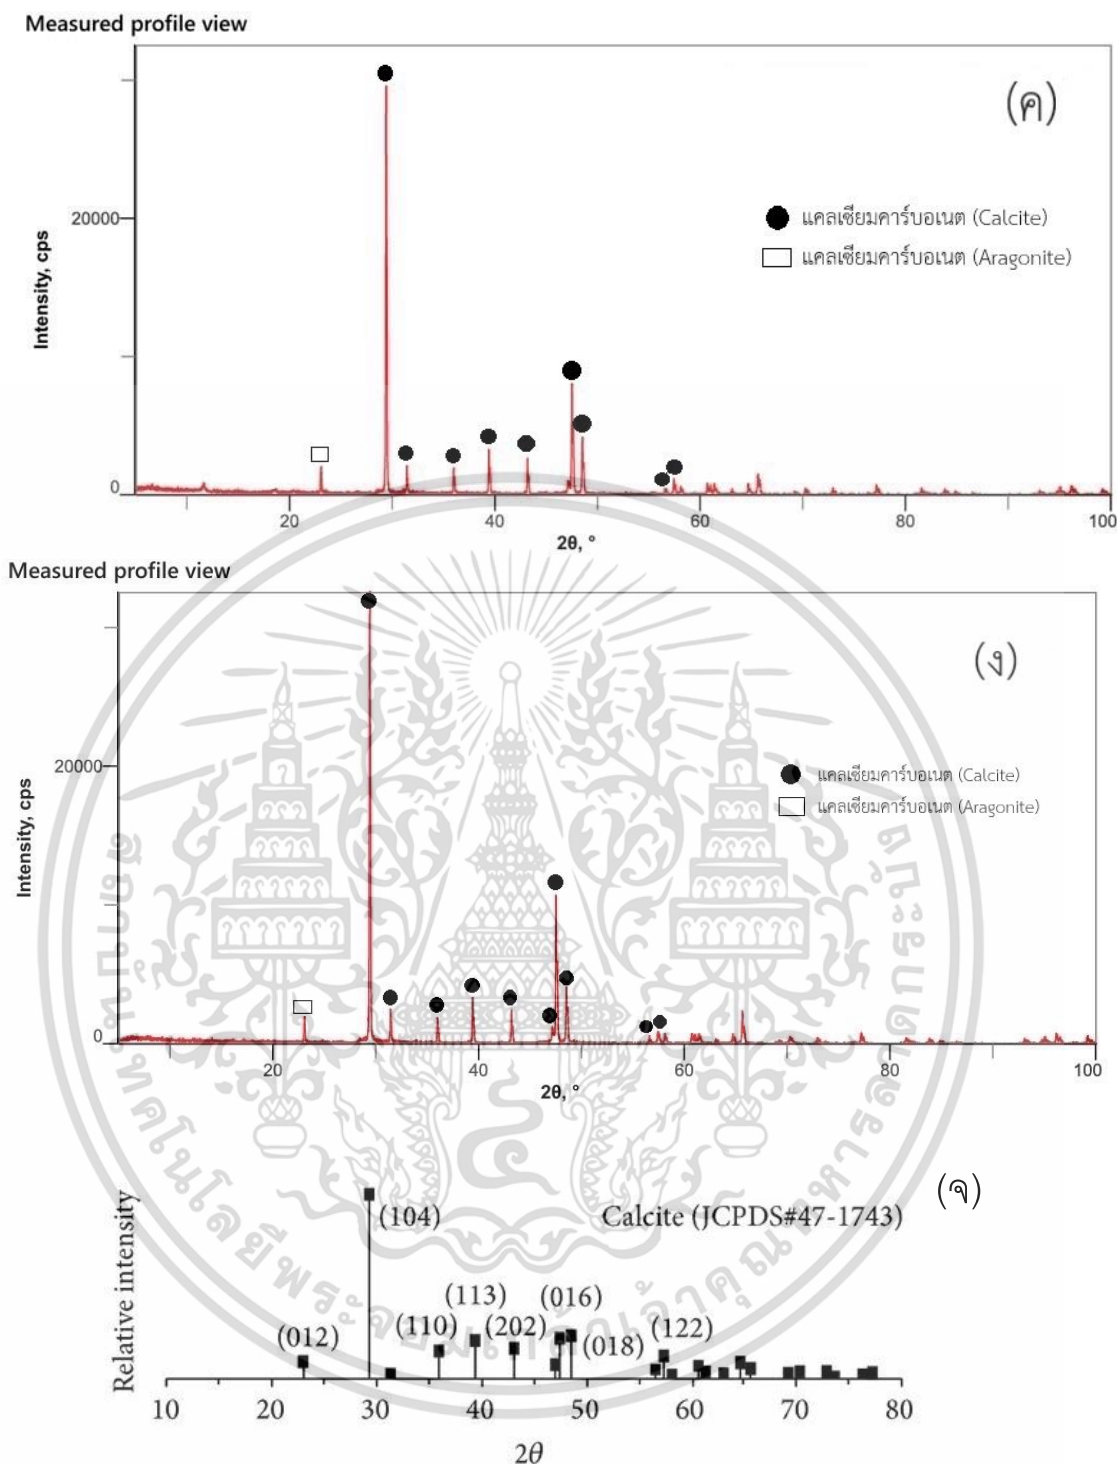 Measured profile view
(ค)
20000
แคลเซียมคาร์บอเนต (Calcite)
แคลเซียมคาร์บอเนต (Aragonite)
Intensity, cps
0
20
40
60
80
100
2θ, °
Measured profile view
(ง)
20000
แคลเซียมคาร์บอเนต (Calcite)
แคลเซียมคาร์บอเนต (Aragonite)
Intensity, cps
0
20
40
60
80
100
2θ, °
(จ)
Relative intensity
(104)
Calcite (JCPDS#47-1743)
(113)
(016)
(012)
(110)
(202)
(018)
(122)
10
20
30
40
50
60
70
80
2θ